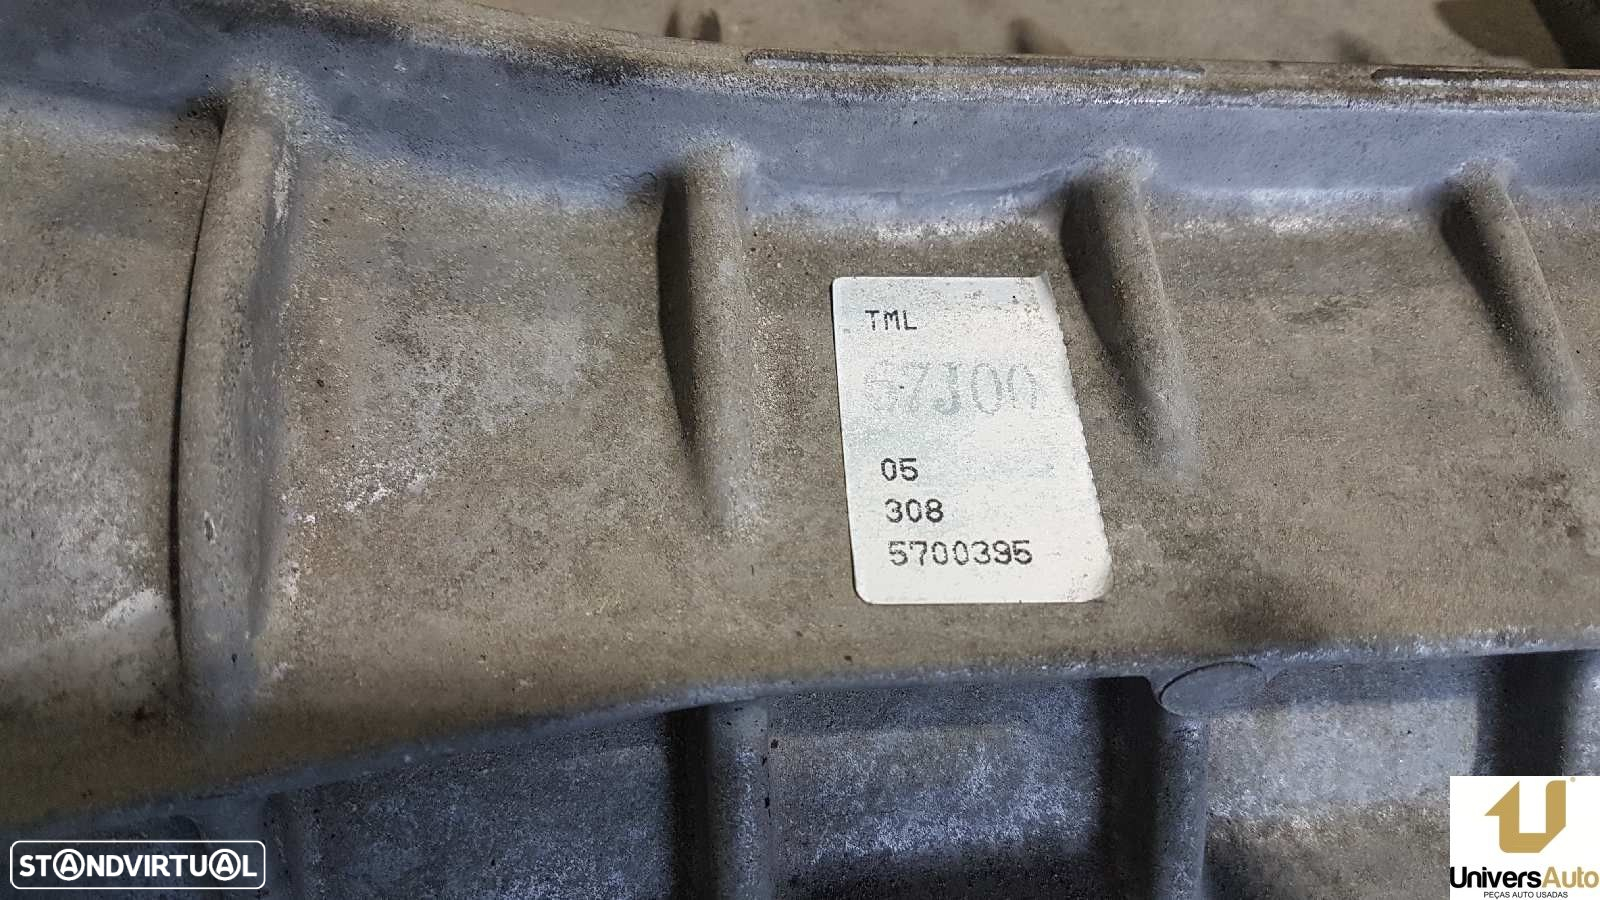 TML
57J00
05
308
5700395
STANDVIRTUAL
UniversAuto
PEÇAS AUTO USADAS